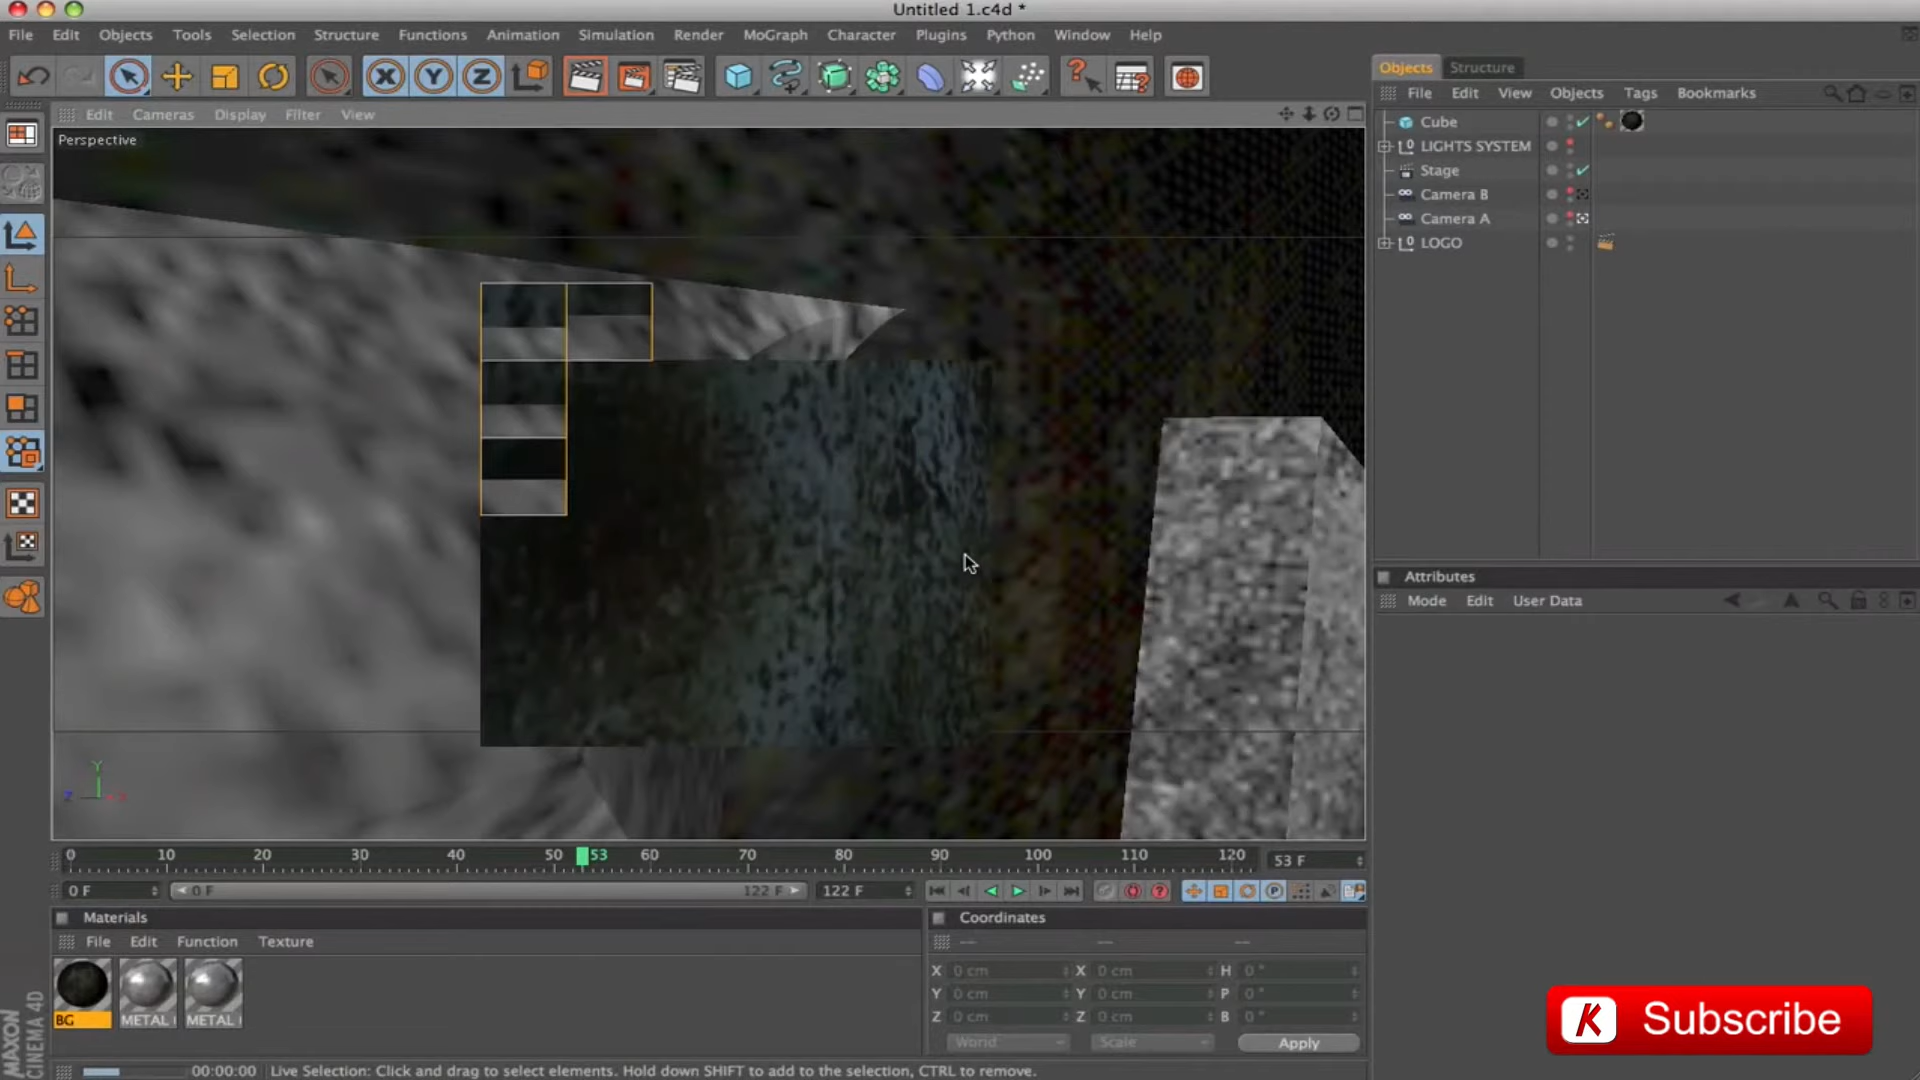 Untitled 1.c4d *
File Edit Objects Tools Selection Structure Functions Animation Simulation Render MoGraph Character Plugins Python Window Help
X Y Z
Objects Structure
File Edit View Objects Tags Bookmarks
Edit Cameras Display Filter View
Perspective
Cube
LIGHTS SYSTEM
Stage
Camera B
Camera A
LOGO
Attributes
Mode Edit User Data
Y
Z X
0 10 20 30 40 50 53 60 70 80 90 100 110 120 53 F
0 F 0 F 122 F 122 F
Materials
File Edit Function Texture
BG METAL METAL
Coordinates
-- -- --
X 0 cm X 0 cm H 0 °
Y 0 cm Y 0 cm P 0 °
Z 0 cm Z 0 cm B 0 °
World Scale Apply
MAXON
CINEMA 4D
K Subscribe
00:00:00 Live Selection: Click and drag to select elements. Hold down SHIFT to add to the selection, CTRL to remove.